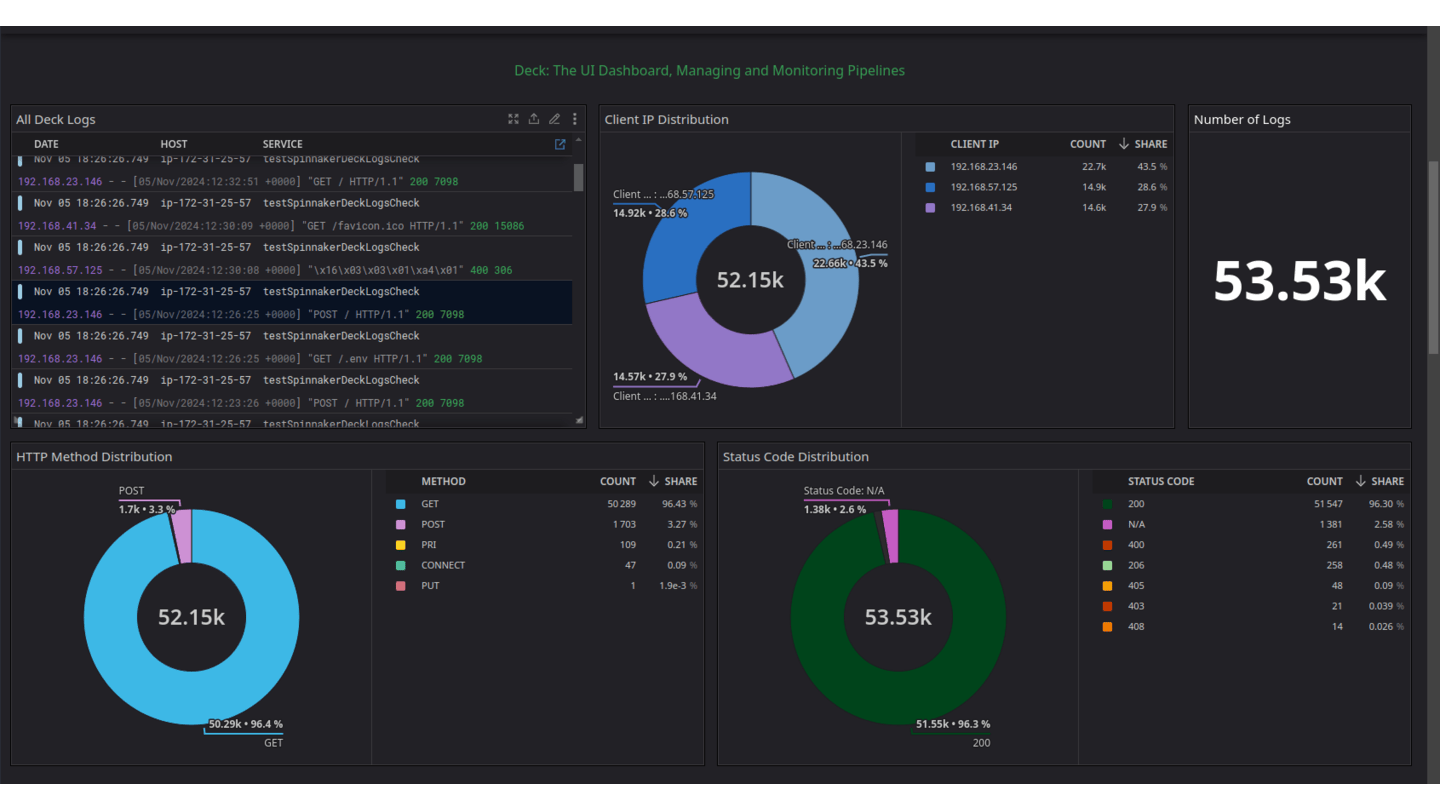 Deck: The UI Dashboard, Managing and Monitoring Pipelines
All Deck Logs
DATE HOST SERVICE
Nov 05 18:26:26.749 ip-172-31-25-57 testSpinnakerDeckLogsCheck
192.168.23.146 - - [05/Nov/2024:12:32:51 +0000] "GET / HTTP/1.1" 200 7098
Nov 05 18:26:26.749 ip-172-31-25-57 testSpinnakerDeckLogsCheck
192.168.41.34 - - [05/Nov/2024:12:30:09 +0000] "GET /favicon.ico HTTP/1.1" 200 15086
Nov 05 18:26:26.749 ip-172-31-25-57 testSpinnakerDeckLogsCheck
192.168.57.125 - - [05/Nov/2024:12:30:08 +0000] "\x16\x03\x03\x01\xa4\x01" 400 306
Nov 05 18:26:26.749 ip-172-31-25-57 testSpinnakerDeckLogsCheck
192.168.23.146 - - [05/Nov/2024:12:26:25 +0000] "POST / HTTP/1.1" 200 7098
Nov 05 18:26:26.749 ip-172-31-25-57 testSpinnakerDeckLogsCheck
192.168.23.146 - - [05/Nov/2024:12:26:25 +0000] "GET /.env HTTP/1.1" 200 7098
Nov 05 18:26:26.749 ip-172-31-25-57 testSpinnakerDeckLogsCheck
192.168.23.146 - - [05/Nov/2024:12:23:26 +0000] "POST / HTTP/1.1" 200 7098
Nov 05 18:26:26.749 ip-172-31-25-57 testSpinnakerDeckLogsCheck
Client IP Distribution
Client ... : ...68.57.125
14.92k • 28.6 %
Client ... : ...68.23.146
22.66k • 43.5 %
52.15k
14.57k • 27.9 %
Client ... : ....168.41.34
CLIENT IP COUNT SHARE
192.168.23.146 22.7k 43.5 %
192.168.57.125 14.9k 28.6 %
192.168.41.34 14.6k 27.9 %
Number of Logs
53.53k
HTTP Method Distribution
POST
1.7k • 3.3 %
52.15k
50.29k • 96.4 %
GET
METHOD COUNT SHARE
GET 50 289 96.43 %
POST 1 703 3.27 %
PRI 109 0.21 %
CONNECT 47 0.09 %
PUT 1 1.9e-3 %
Status Code Distribution
Status Code: N/A
1.38k • 2.6 %
53.53k
51.55k • 96.3 %
200
STATUS CODE COUNT SHARE
200 51 547 96.30 %
N/A 1 381 2.58 %
400 261 0.49 %
206 258 0.48 %
405 48 0.09 %
403 21 0.039 %
408 14 0.026 %